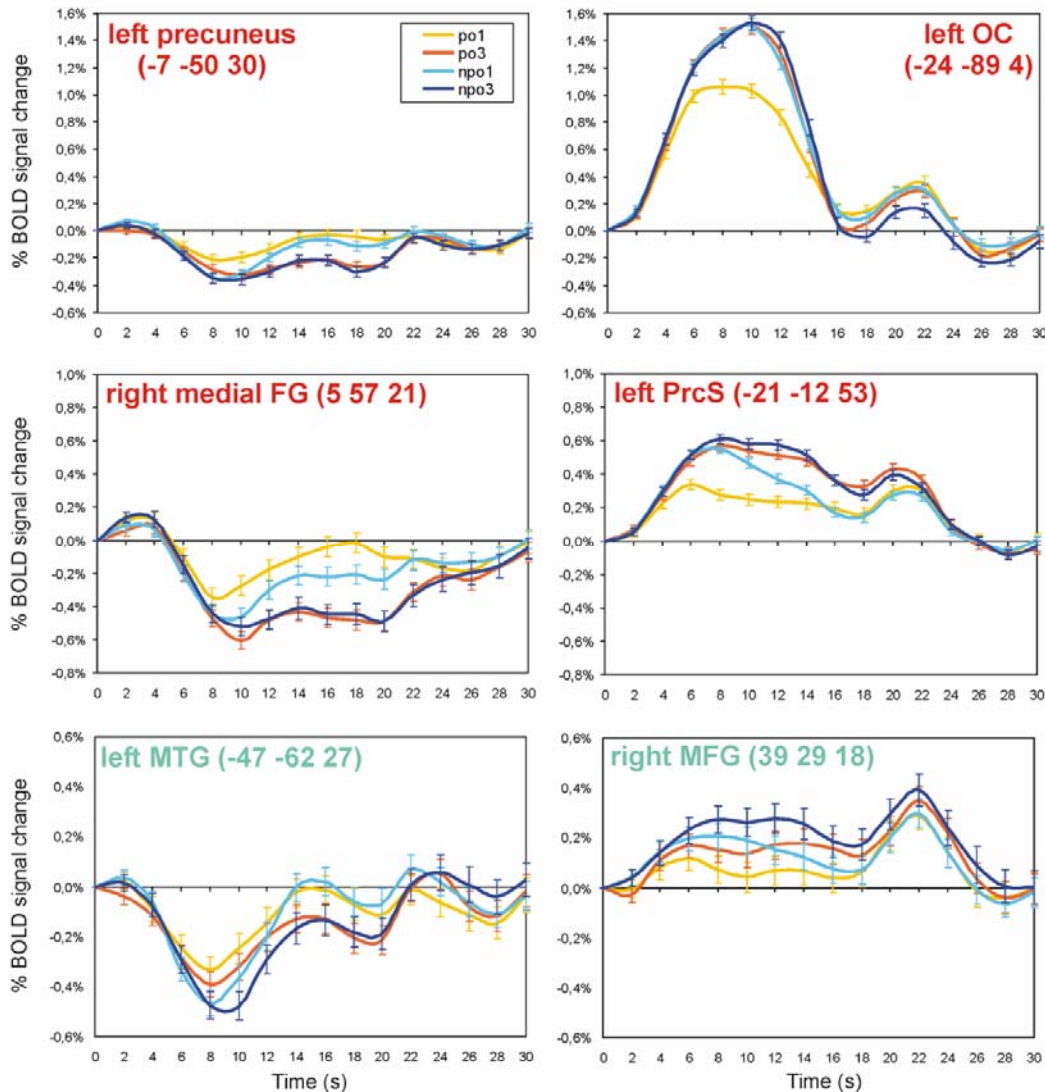 left precuneus
(-7 -50 30)
po1
po3
npo1
npo3
% BOLD signal change
1,6%
1,4%
1,2%
1,0%
0,8%
0,6%
0,4%
0,2%
0,0%
-0,2%
-0,4%
-0,6%
0 2 4 6 8 10 12 14 16 18 20 22 24 26 28 30
left OC
(-24 -89 4)
1,6%
1,4%
1,2%
1,0%
0,8%
0,6%
0,4%
0,2%
0,0%
-0,2%
-0,4%
-0,6%
0 2 4 6 8 10 12 14 16 18 20 22 24 26 28 30
right medial FG (5 57 21)
% BOLD signal change
1,0%
0,8%
0,6%
0,4%
0,2%
0,0%
-0,2%
-0,4%
-0,6%
-0,8%
0 2 4 6 8 10 12 14 16 18 20 22 24 26 28 30
left PrcS (-21 -12 53)
1,0%
0,8%
0,6%
0,4%
0,2%
0,0%
-0,2%
-0,4%
-0,6%
-0,8%
0 2 4 6 8 10 12 14 16 18 20 22 24 26 28 30
left MTG (-47 -62 27)
% BOLD signal change
0,6%
0,4%
0,2%
0,0%
-0,2%
-0,4%
-0,6%
0 2 4 6 8 10 12 14 16 18 20 22 24 26 28 30
Time (s)
right MFG (39 29 18)
0,6%
0,4%
0,2%
0,0%
-0,2%
-0,4%
-0,6%
0 2 4 6 8 10 12 14 16 18 20 22 24 26 28 30
Time (s)